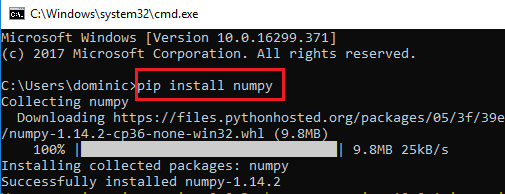 C:\Windows\system32\cmd.exe
Microsoft Windows [Version 10.0.16299.371]
(c) 2017 Microsoft Corporation. All rights reserved.
C:\Users\dominic>pip install numpy
Collecting numpy
Downloading https://files.pythonhosted.org/packages/05/3f/39e
/numpy-1.14.2-cp36-none-win32.whl (9.8MB)
100% | | 9.8MB 25kB/s
Installing collected packages: numpy
Successfully installed numpy-1.14.2